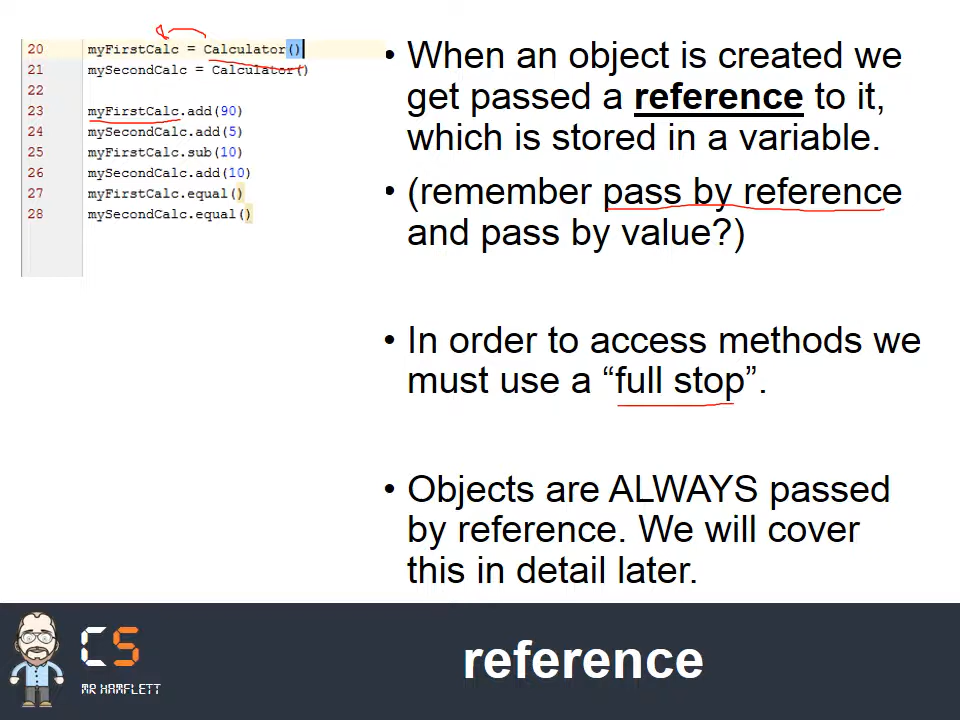 20 myFirstCalc = Calculator()
21 mySecondCalc = Calculator()
22
23 myFirstCalc.add(90)
24 mySecondCalc.add(5)
25 myFirstCalc.sub(10)
26 mySecondCalc.add(10)
27 myFirstCalc.equal()
28 mySecondCalc.equal()
• When an object is created we
get passed a reference to it,
which is stored in a variable.
• (remember pass by reference
and pass by value?)
• In order to access methods we
must use a “full stop”.
• Objects are ALWAYS passed
by reference. We will cover
this in detail later.
CS
MR HAMFLETT
reference